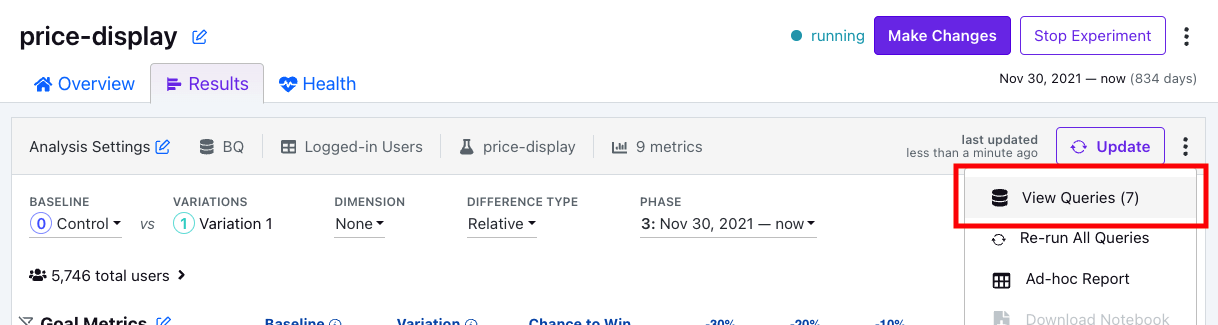 price-display
running
Make Changes
Stop Experiment
Overview
Results
Health
Nov 30, 2021 — now (834 days)
Analysis Settings
BQ
Logged-in Users
price-display
9 metrics
last updated
less than a minute ago
Update
BASELINE
VARIATIONS
DIMENSION
DIFFERENCE TYPE
PHASE
0 Control
vs
1 Variation 1
None
Relative
3: Nov 30, 2021 — now
View Queries (7)
Re-run All Queries
Ad-hoc Report
Download Notebook
5,746 total users
Goal Metrics
Baseline
Variation
Chance to Win
-30%
-20%
-10%